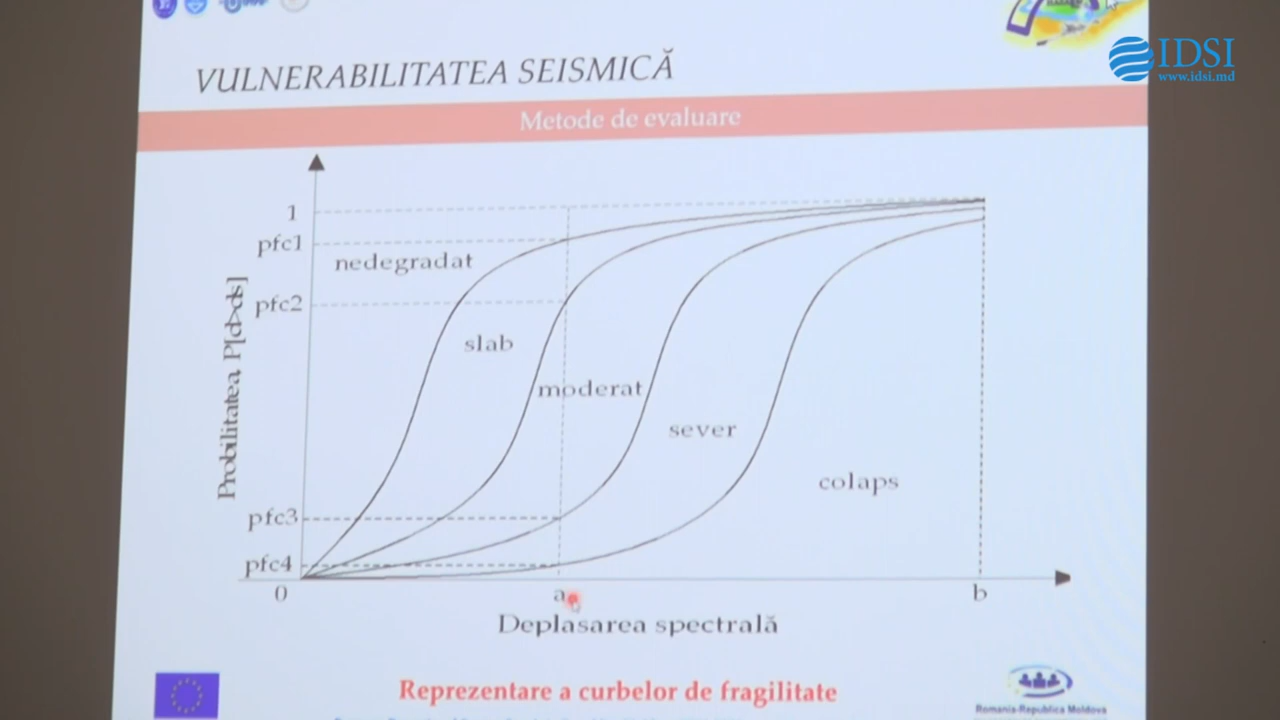 IDSI
www.idsi.md
VULNERABILITATEA SEISMICĂ
Metode de evaluare
1
pfc1
nedegradat
pfc2
slab
moderat
sever
colaps
pfc3
pfc4
Probabilitatea, P[d>ds]
0
a
b
Deplasarea spectrală
Reprezentare a curbelor de fragilitate
Romania-Republica Moldova